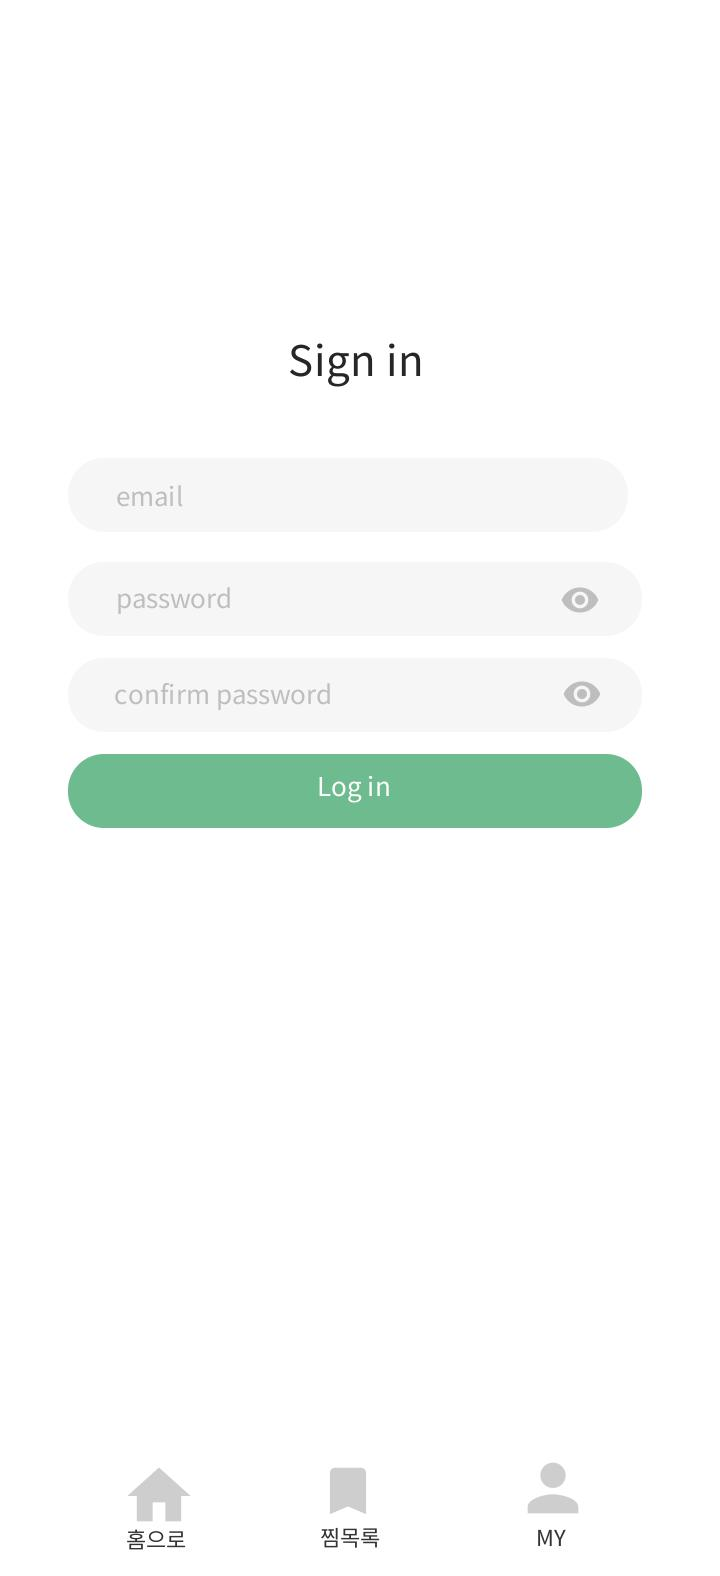 Sign in
email
password
confirm password
Log in
홈으로
찜목록
MY